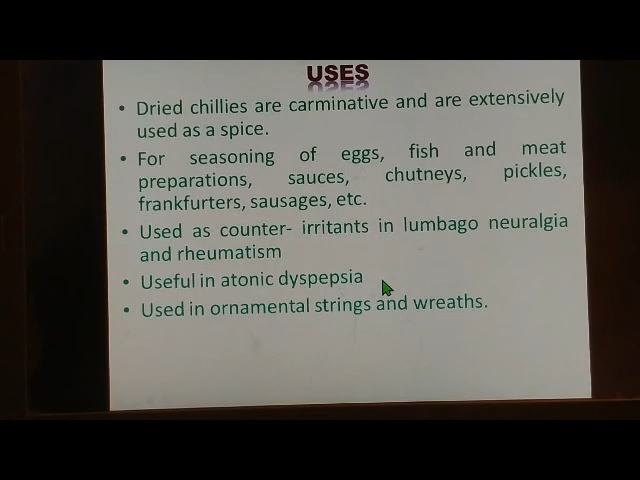 USES
• Dried chillies are carminative and are extensively
used as a spice.
• For seasoning of eggs, fish and meat
preparations, sauces, chutneys, pickles,
frankfurters, sausages, etc.
• Used as counter- irritants in lumbago neuralgia
and rheumatism
• Useful in atonic dyspepsia
• Used in ornamental strings and wreaths.